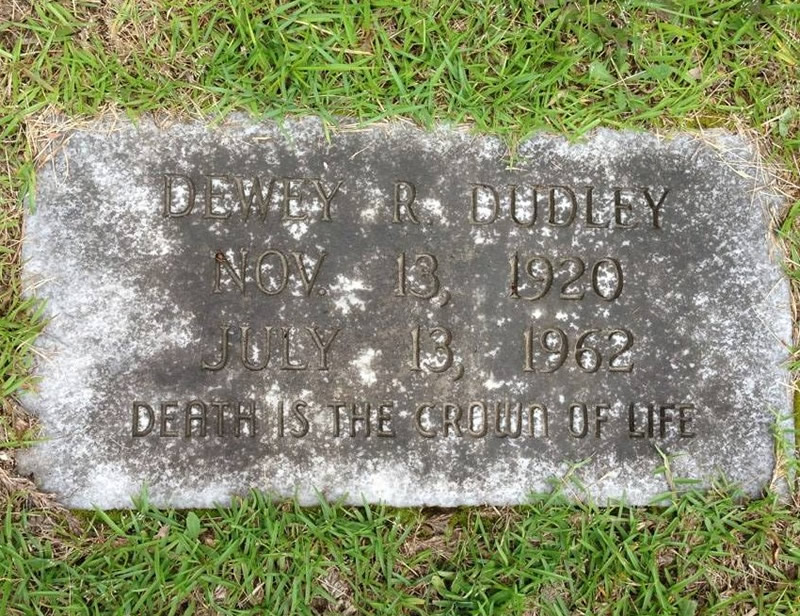 DEWEY R. DUDLEY
NOV. 13, 1920
JULY 13, 1962
DEATH IS THE CROWN OF LIFE